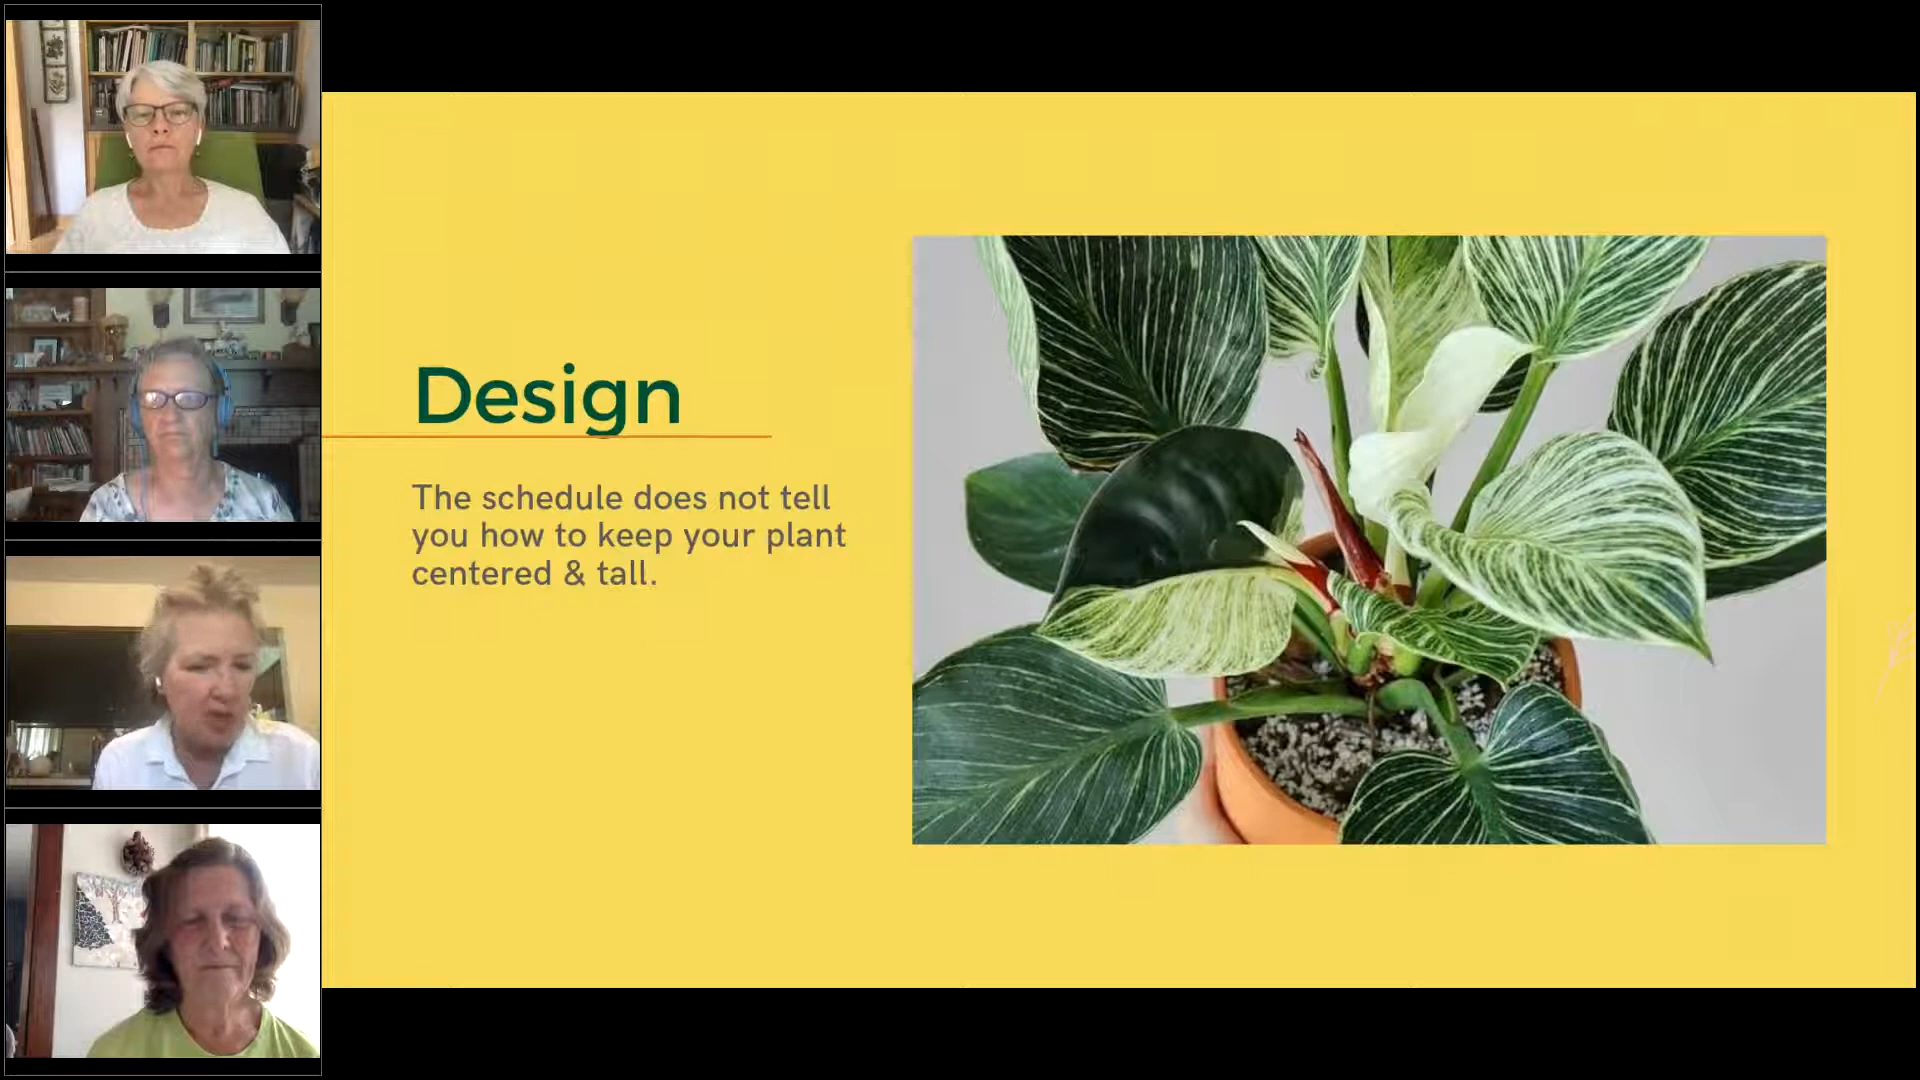 Design
The schedule does not tell
you how to keep your plant
centered & tall.